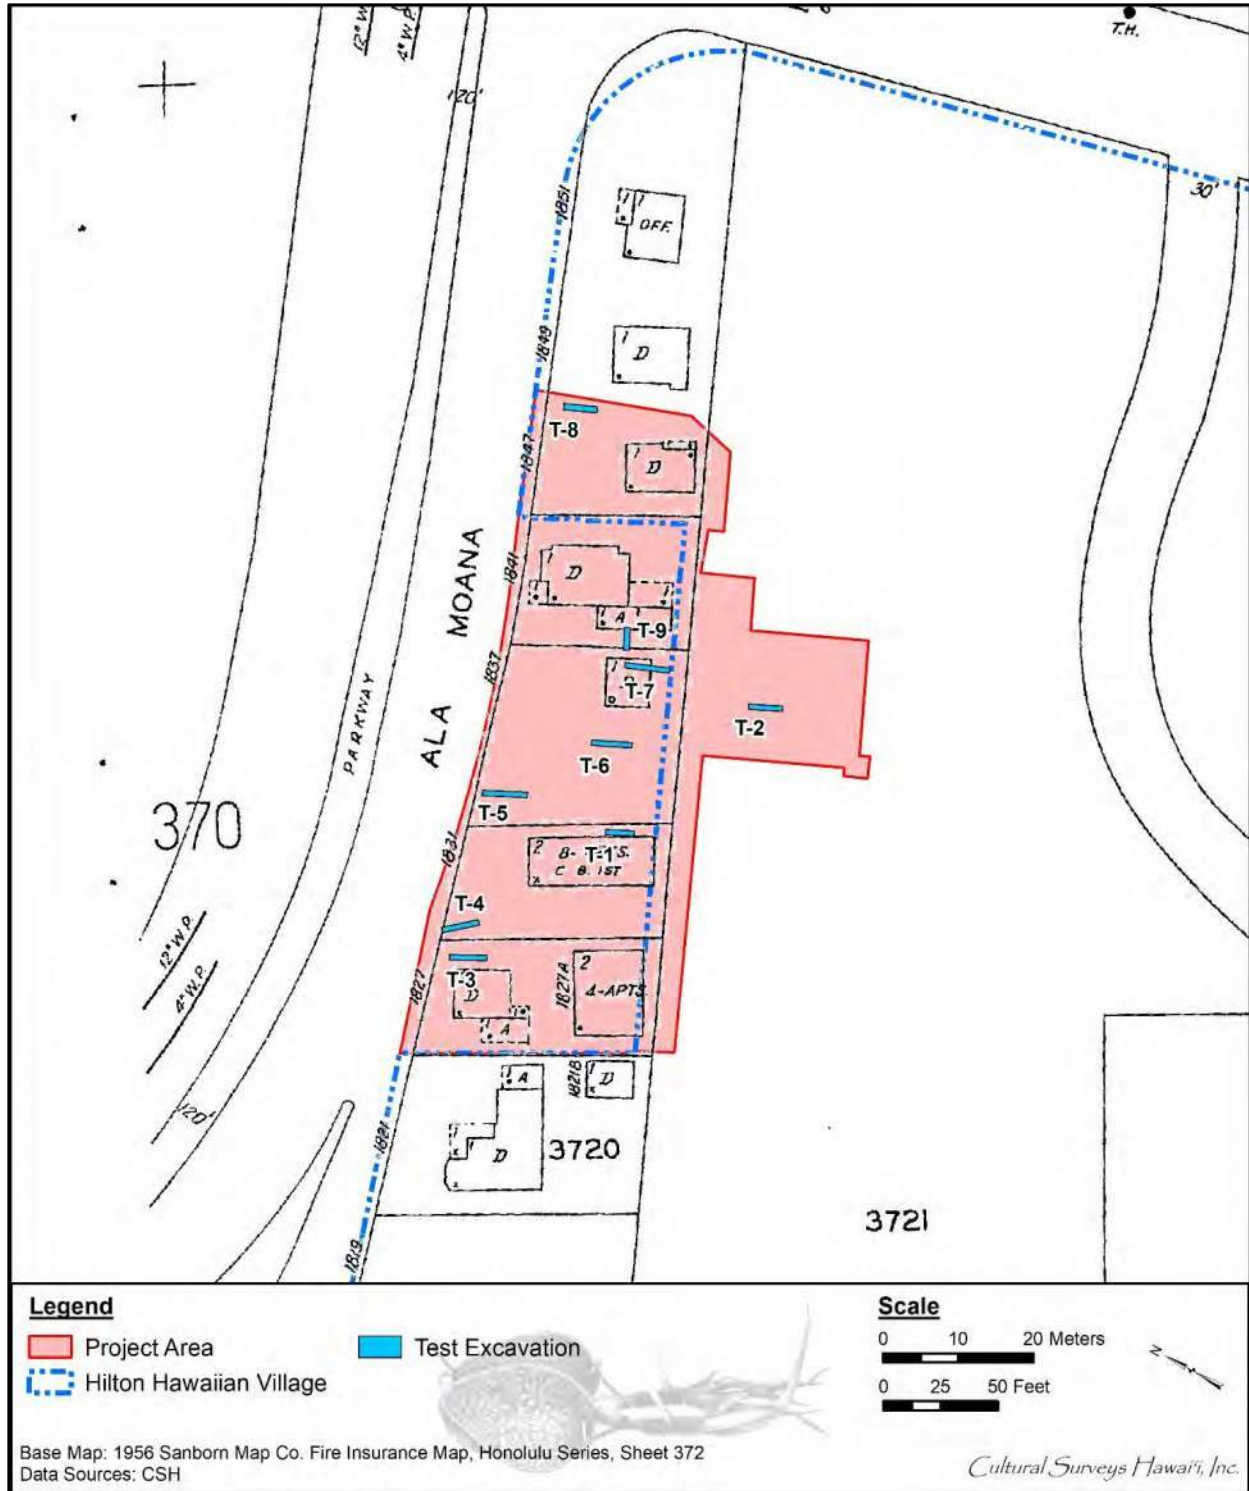 12" W.P.
4" W.P.
T.H.
120'
30'
1851
OFF.
1849
D
T-8
1847
D
1841
D
A
T-9
ALA MOANA
1837
T-7
T-2
PARKWAY
T-6
T-5
370
1831
2
T-1
C. B. 1ST
T-4
12" W.P.
4" W.P.
1827
T-3
D
A
1827A
2
4-APTS.
120'
1821
A
1821B
D
D
3720
3721
1819
Legend
Project Area
Test Excavation
Hilton Hawaiian Village
Scale
0 10 20 Meters
0 25 50 Feet
N
Base Map: 1956 Sanborn Map Co. Fire Insurance Map, Honolulu Series, Sheet 372
Data Sources: CSH
Cultural Surveys Hawai'i, Inc.